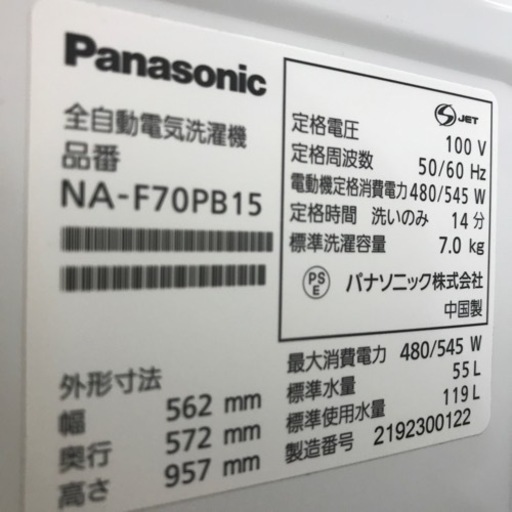 Panasonic
全自動電気洗濯機
品番
NA-F70PB15
外形寸法
幅 562 mm
奥行 572 mm
高さ 957 mm
S JET
定格電圧 100 V
定格周波数 50/60 Hz
電動機定格消費電力 480/545 W
定格時間 洗いのみ 14分
標準洗濯容量 7.0 kg
PS E パナソニック株式会社
中国製
最大消費電力 480/545 W
標準水量 55 L
標準使用水量 119 L
製造番号 2192300122